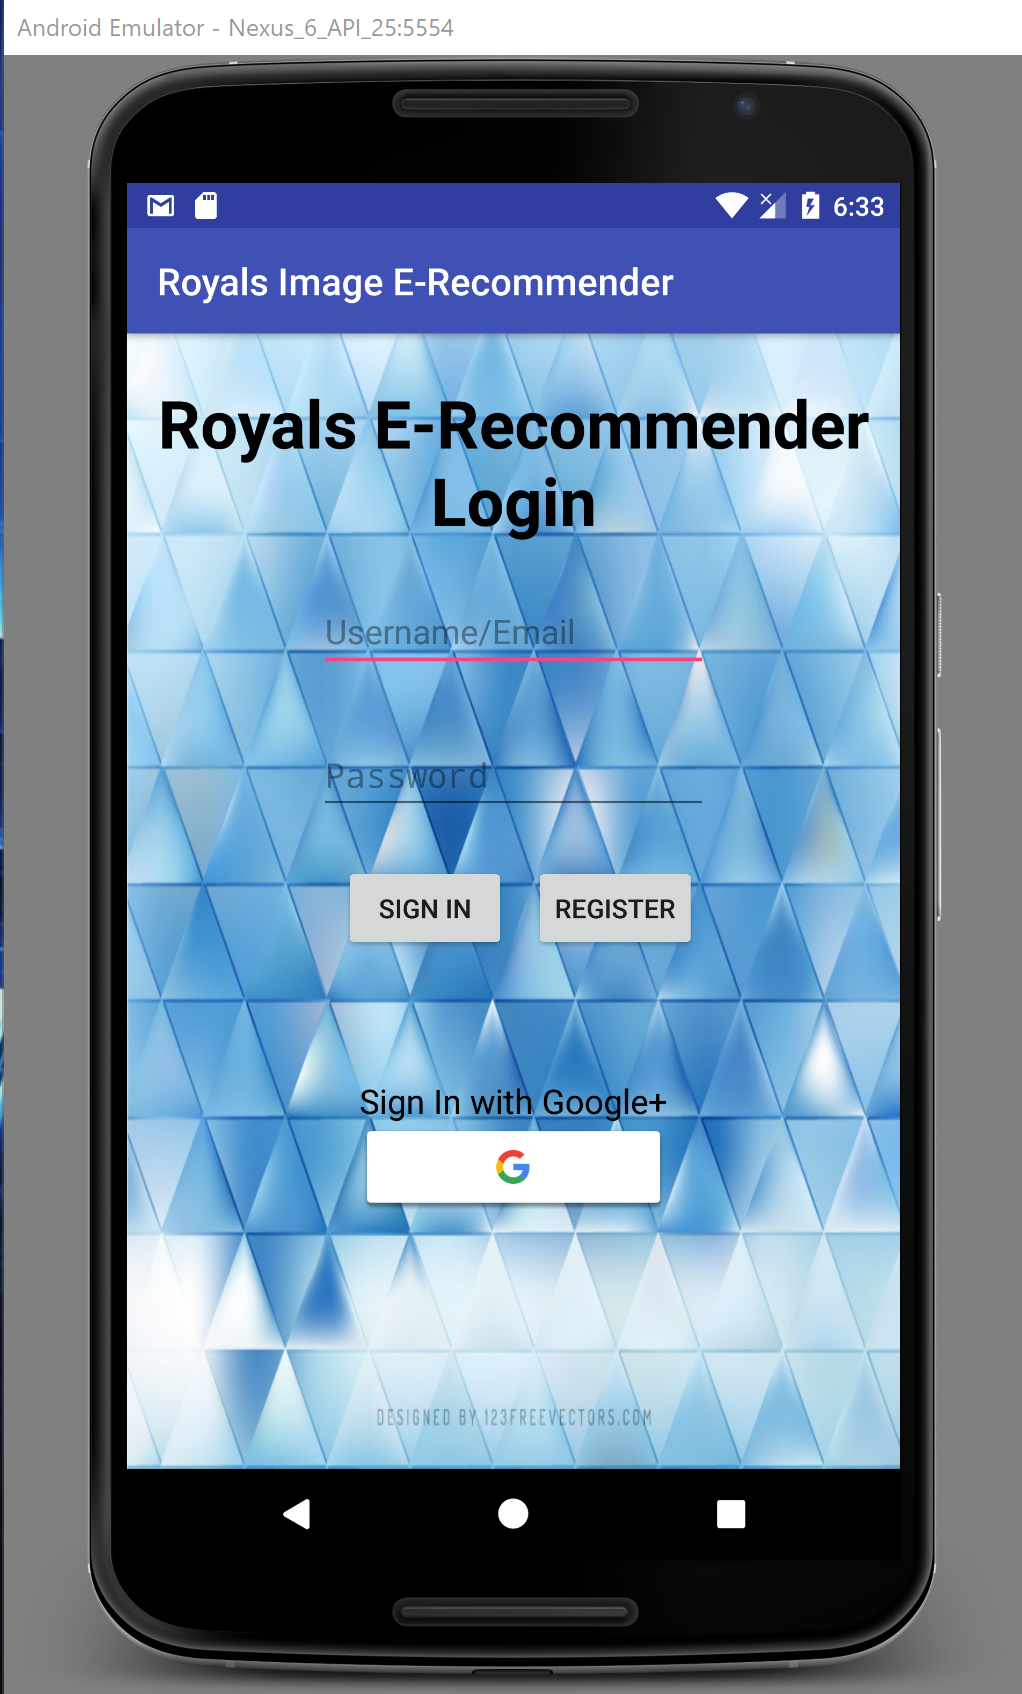 Android Emulator - Nexus_6_API_25:5554
6:33
Royals Image E-Recommender
Royals E-Recommender
Login
Username/Email
Password
SIGN IN
REGISTER
Sign In with Google+
G
DESIGNED BY 123FREEVECTORS.COM